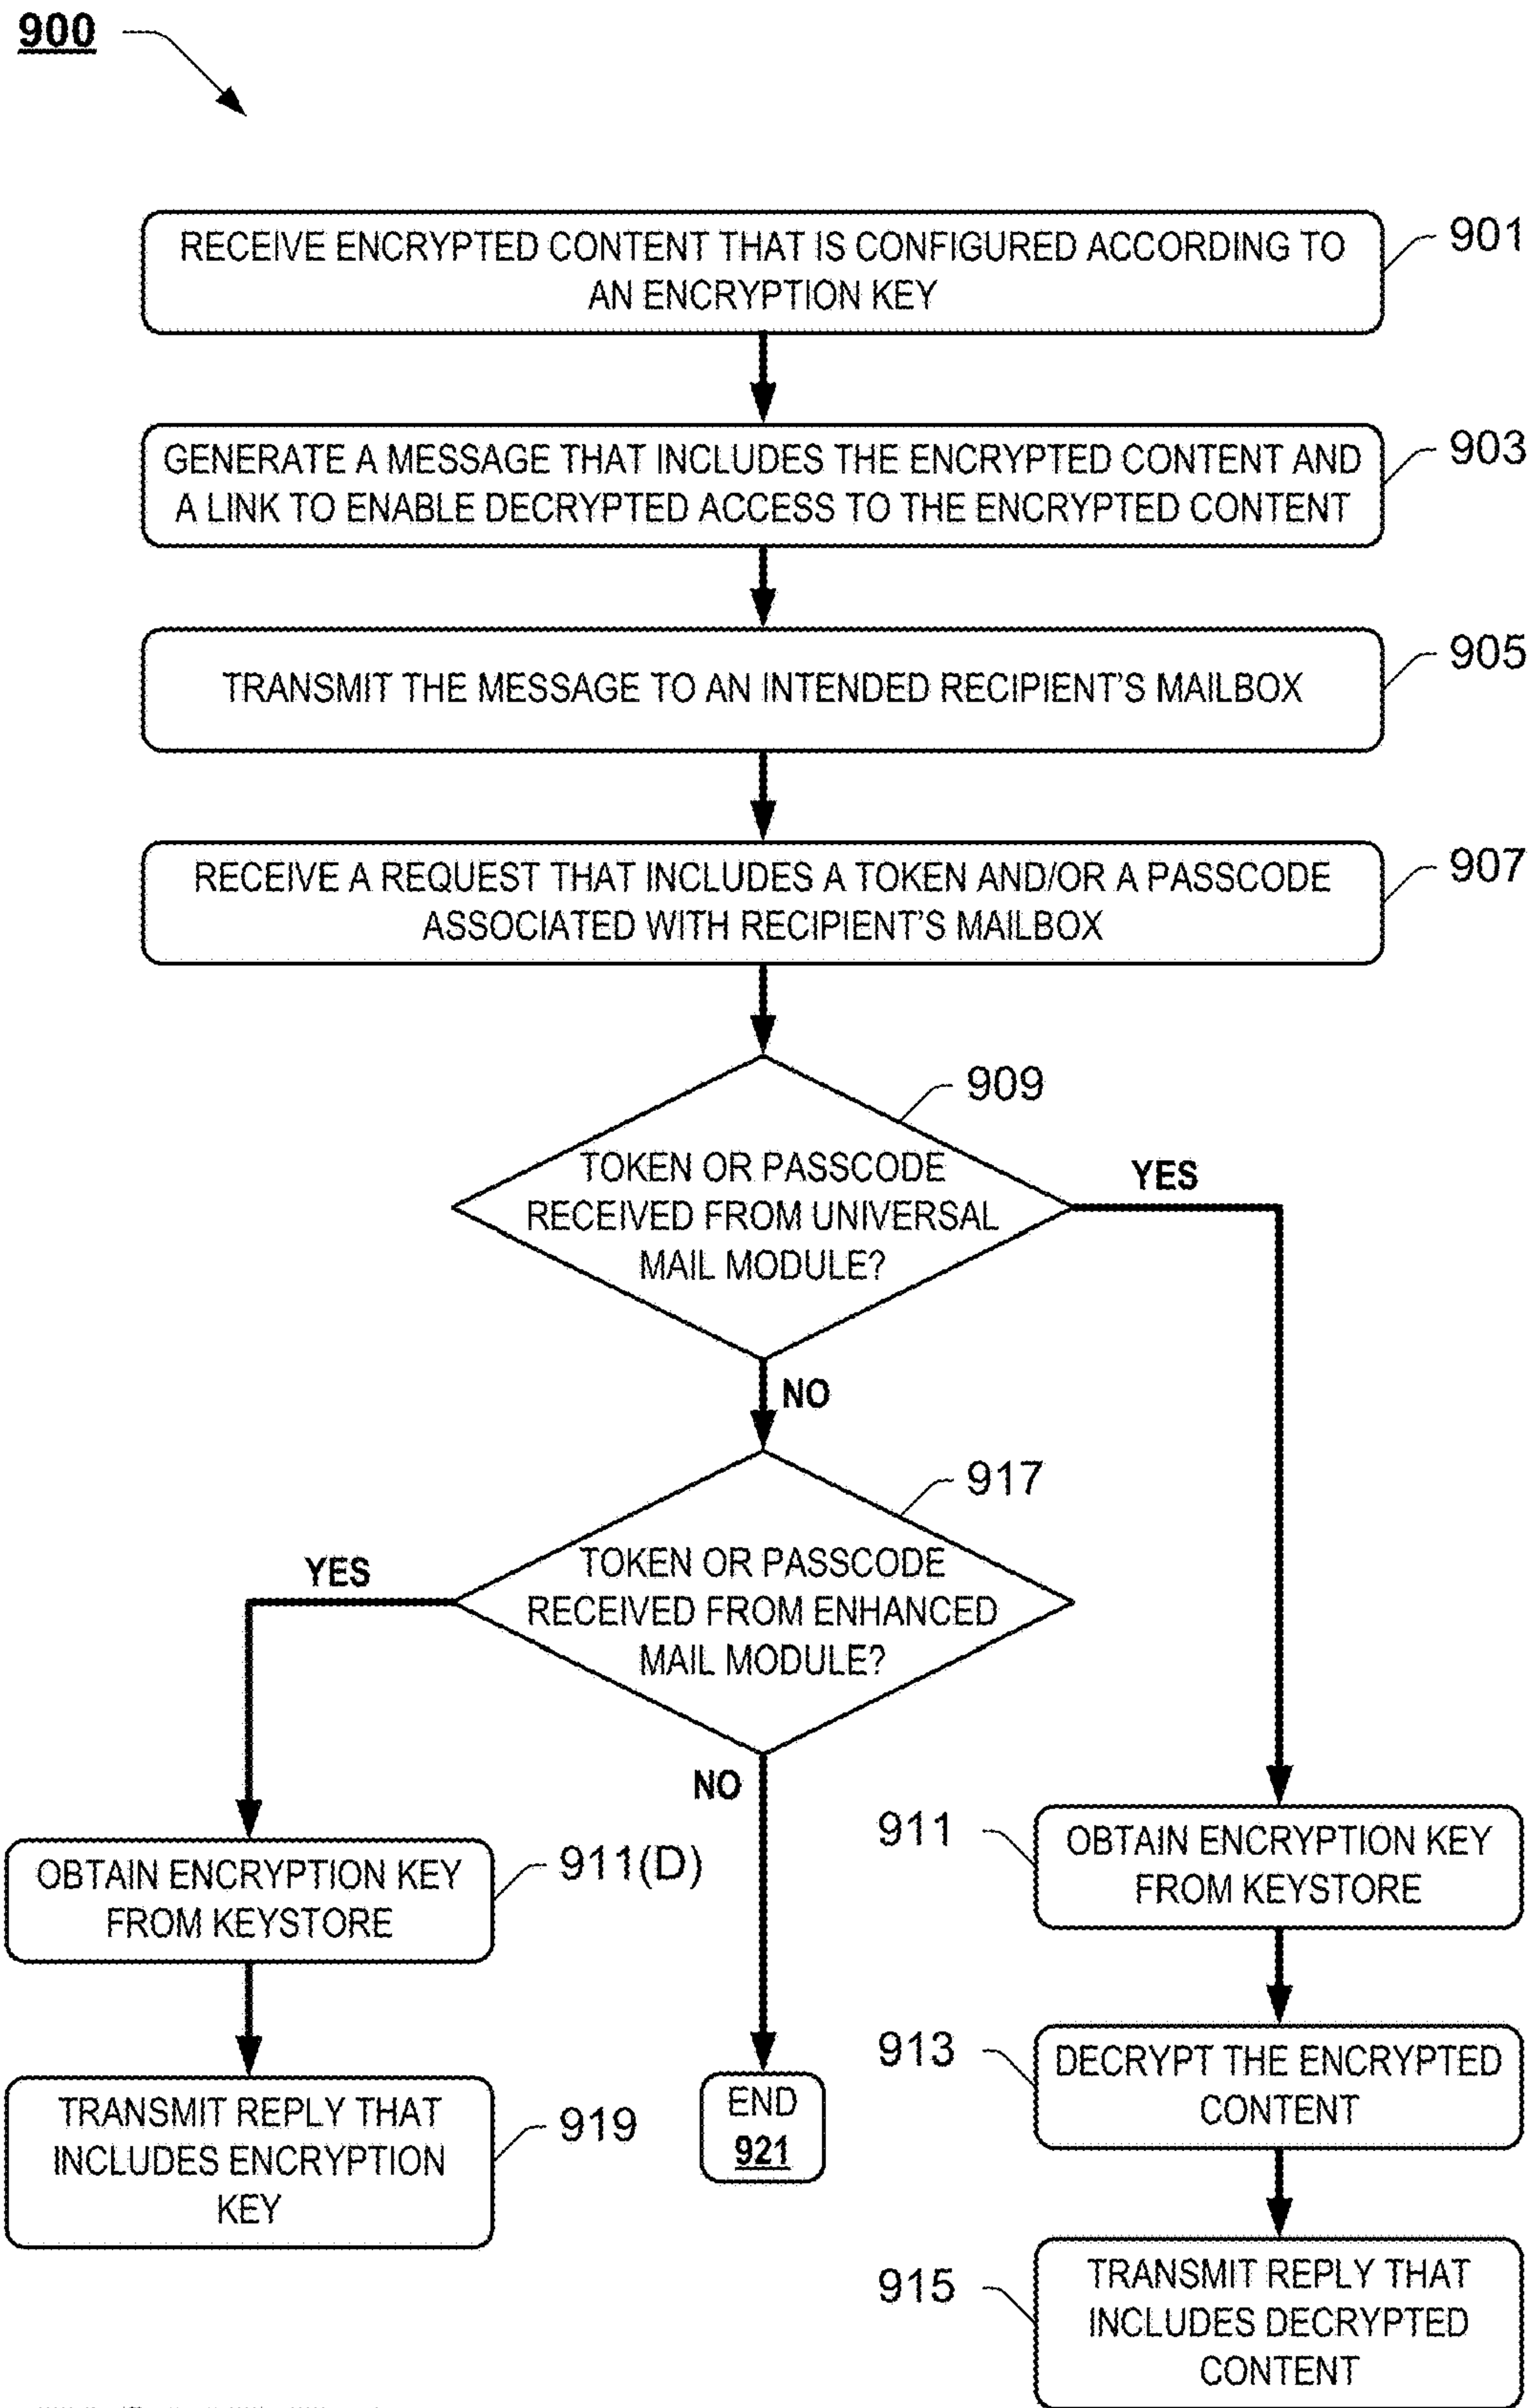 900
RECEIVE ENCRYPTED CONTENT THAT IS CONFIGURED ACCORDING TO
AN ENCRYPTION KEY
901
GENERATE A MESSAGE THAT INCLUDES THE ENCRYPTED CONTENT AND
A LINK TO ENABLE DECRYPTED ACCESS TO THE ENCRYPTED CONTENT
903
TRANSMIT THE MESSAGE TO AN INTENDED RECIPIENT'S MAILBOX
905
RECEIVE A REQUEST THAT INCLUDES A TOKEN AND/OR A PASSCODE
ASSOCIATED WITH RECIPIENT'S MAILBOX
907
909
TOKEN OR PASSCODE
RECEIVED FROM UNIVERSAL
MAIL MODULE?
YES
NO
917
TOKEN OR PASSCODE
RECEIVED FROM ENHANCED
MAIL MODULE?
YES
NO
OBTAIN ENCRYPTION KEY
FROM KEYSTORE
911(D)
TRANSMIT REPLY THAT
INCLUDES ENCRYPTION
KEY
919
END
921
911
OBTAIN ENCRYPTION KEY
FROM KEYSTORE
913
DECRYPT THE ENCRYPTED
CONTENT
915
TRANSMIT REPLY THAT
INCLUDES DECRYPTED
CONTENT